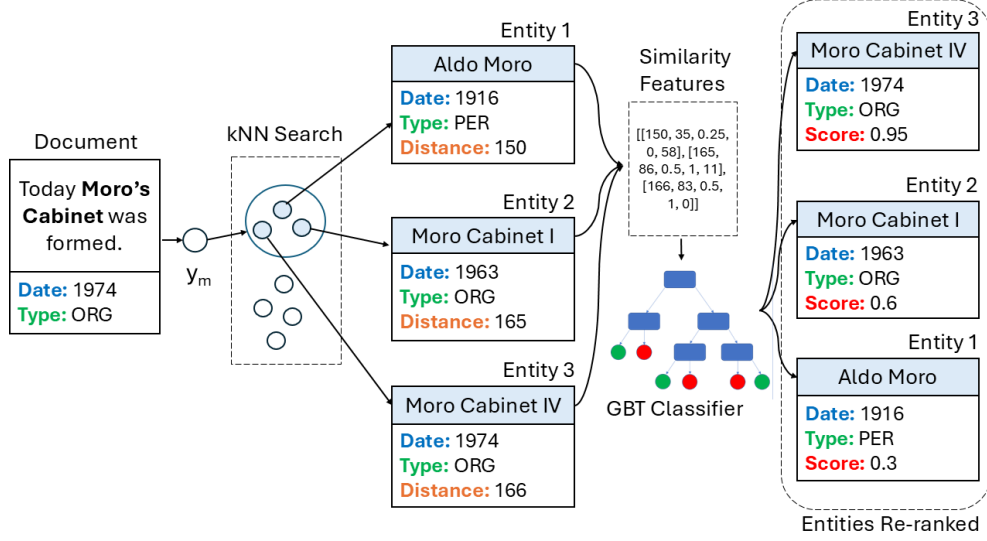 Document
Today Moro's
Cabinet was
formed.
Date: 1974
Type: ORG
yₘ
kNN Search
Entity 1
Aldo Moro
Date: 1916
Type: PER
Distance: 150
Entity 2
Moro Cabinet I
Date: 1963
Type: ORG
Distance: 165
Entity 3
Moro Cabinet IV
Date: 1974
Type: ORG
Distance: 166
Similarity
Features
[[150, 35, 0.25,
0, 58], [165,
86, 0.5, 1, 11],
[166, 83, 0.5,
1, 0]]
GBT Classifier
Entity 3
Moro Cabinet IV
Date: 1974
Type: ORG
Score: 0.95
Entity 2
Moro Cabinet I
Date: 1963
Type: ORG
Score: 0.6
Entity 1
Aldo Moro
Date: 1916
Type: PER
Score: 0.3
Entities Re-ranked